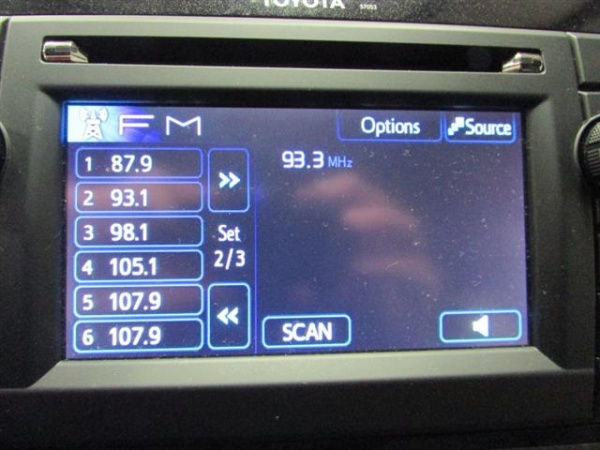 TOYOTA 57053
FM
Options
Source
1 87.9
2 93.1
3 98.1
4 105.1
5 107.9
6 107.9
>>
Set
2/3
<<
93.3 MHz
SCAN